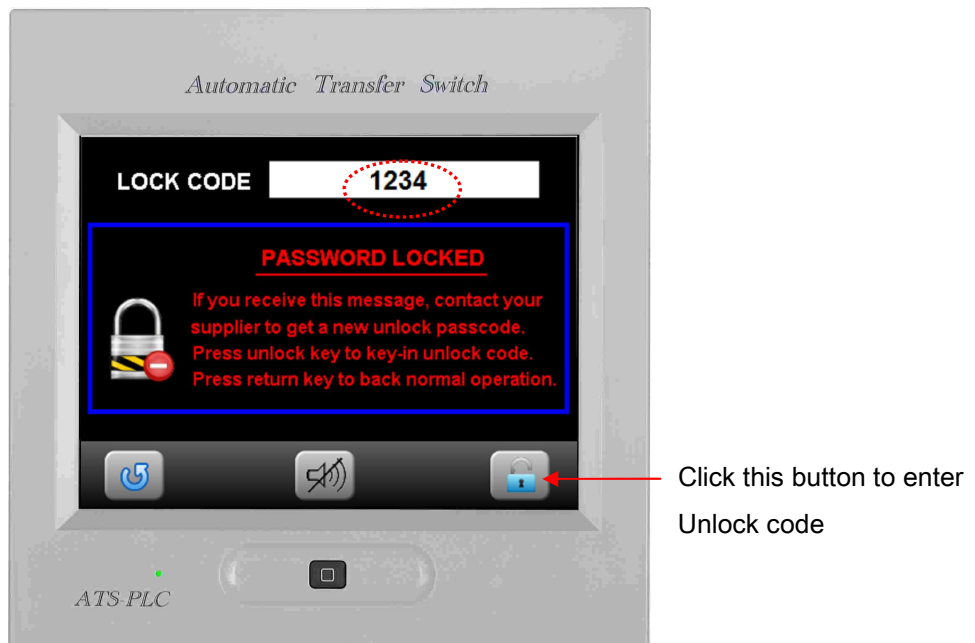 Automatic Transfer Switch
LOCK CODE 1234
PASSWORD LOCKED
If you receive this message, contact your
supplier to get a new unlock passcode.
Press unlock key to key-in unlock code.
Press return key to back normal operation.
Click this button to enter
Unlock code
ATS-PLC